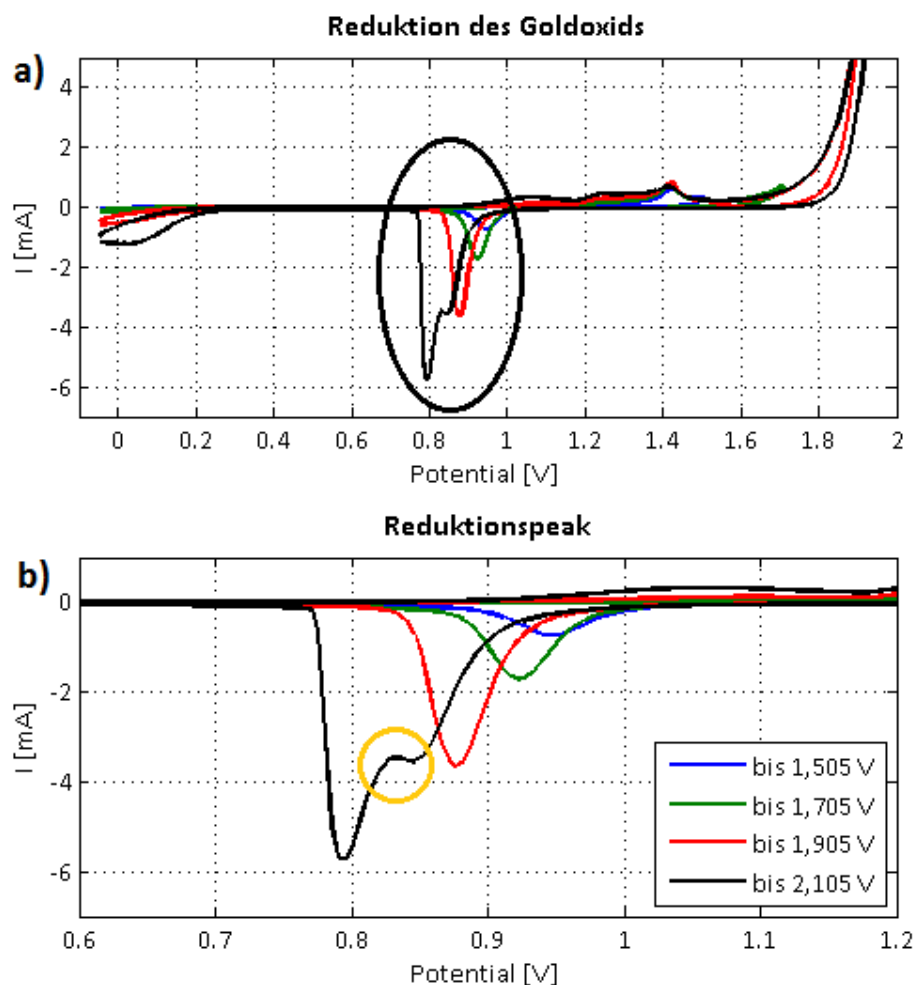 Reduktion des Goldoxids
a)
4
2
0
-2
-4
-6
I [mA]
0 0.2 0.4 0.6 0.8 1 1.2 1.4 1.6 1.8 2
Potential [V]
Reduktionspeak
b)
0
-2
-4
-6
I [mA]
bis 1,505 V
bis 1,705 V
bis 1,905 V
bis 2,105 V
0.6 0.7 0.8 0.9 1 1.1 1.2
Potential [V]